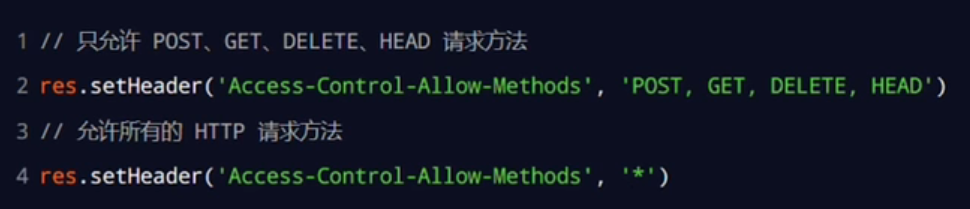 1 // 只允许 POST、GET、DELETE、HEAD 请求方法
2 res.setHeader('Access-Control-Allow-Methods', 'POST, GET, DELETE, HEAD')
3 // 允许所有的 HTTP 请求方法
4 res.setHeader('Access-Control-Allow-Methods', '*')